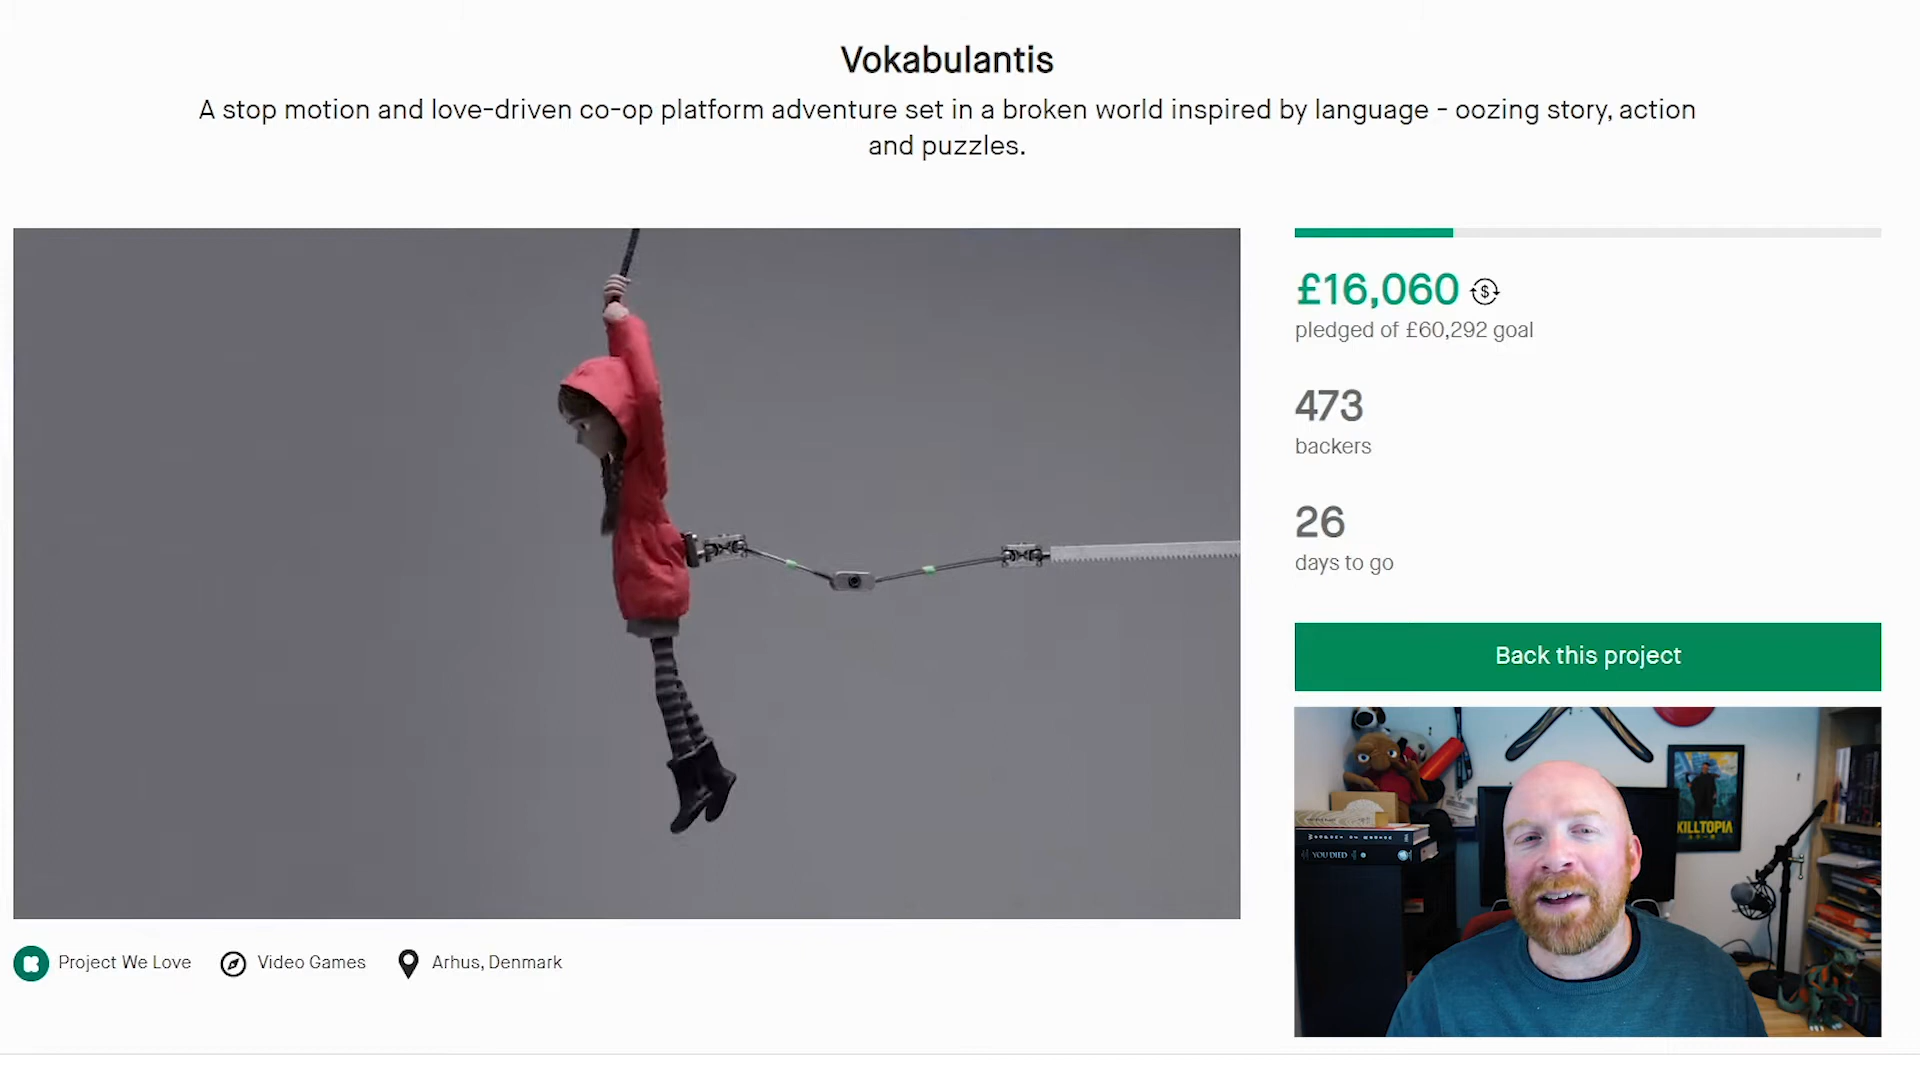 Vokabulantis
A stop motion and love-driven co-op platform adventure set in a broken world inspired by language - oozing story, action
and puzzles.
£16,060
pledged of £60,292 goal
473
backers
26
days to go
Back this project
KILLTOPIA
YOU DIED
Project We Love
Video Games
Arhus, Denmark